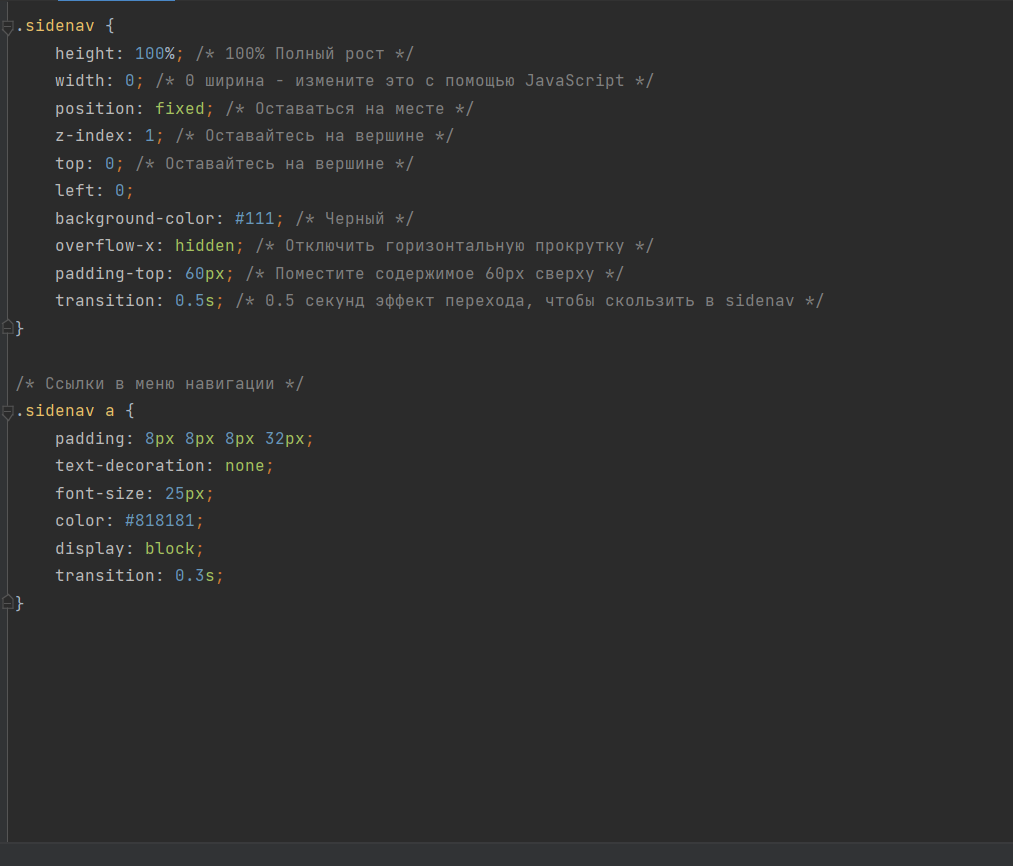 .sidenav {
    height: 100%; /* 100% Полный рост */
    width: 0; /* 0 ширина - измените это с помощью JavaScript */
    position: fixed; /* Оставаться на месте */
    z-index: 1; /* Оставайтесь на вершине */
    top: 0; /* Оставайтесь на вершине */
    left: 0;
    background-color: #111; /* Черный */
    overflow-x: hidden; /* Отключить горизонтальную прокрутку */
    padding-top: 60px; /* Поместите содержимое 60px сверху */
    transition: 0.5s; /* 0.5 секунд эффект перехода, чтобы скользить в sidenav */
}

/* Ссылки в меню навигации */
.sidenav a {
    padding: 8px 8px 8px 32px;
    text-decoration: none;
    font-size: 25px;
    color: #818181;
    display: block;
    transition: 0.3s;
}